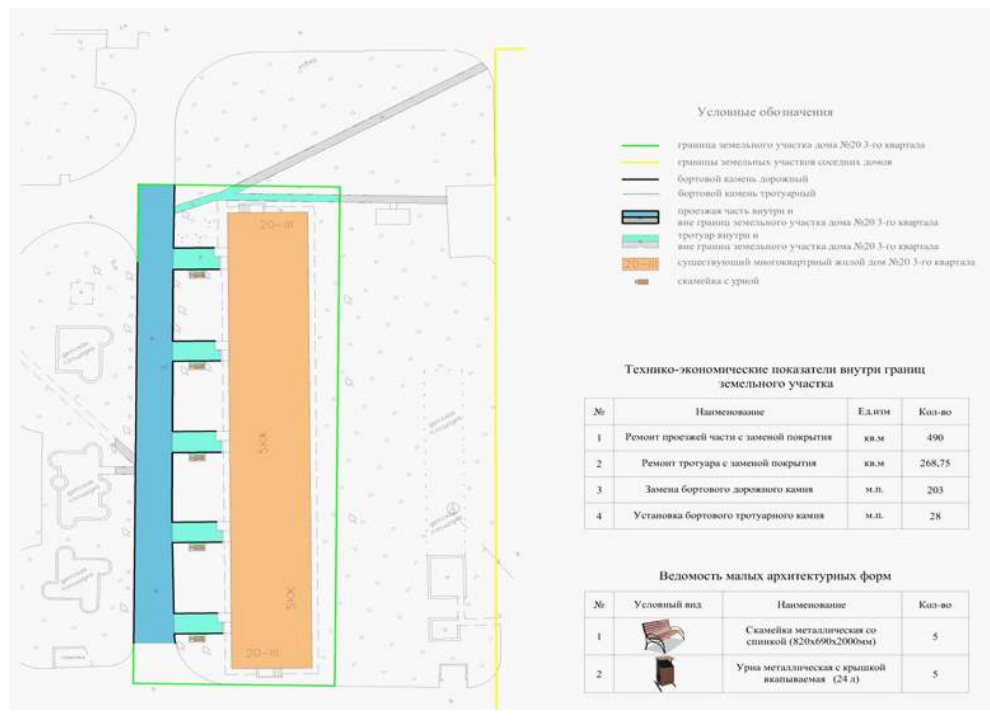 20-III
5КЖ
5КЖ
20-III
Условные обозначения
граница земельного участка дома №20 3-го квартала
границы земельных участков соседних домов
бортовой камень дорожный
бортовой камень тротуарный
проезжая часть внутри и
вне границ земельного участка дома №20 3-го квартала
тротуар внутри и
вне границ земельного участка дома №20 3-го квартала
20-III существующий многоквартрный жилой дом №20 3-го квартала
скамейка с урной
Технико-экономические показатели внутри границ
земельного участка
№ Наименование Ед.изм Кол-во
1 Ремонт проезжей части с заменой покрытия кв.м 490
2 Ремонт тротуара с заменой покрытия кв.м 268,75
3 Замена бортового дорожного камня м.п. 203
4 Установка бортового тротуарного камня м.п. 28
Ведомость малых архитектурных форм
№ Условный вид Наименование Кол-во
1 Скамейка металлическая со
спинкой (820х690х2000мм) 5
2 Урна металлическая с крышкой
вкапываемая (24 л) 5